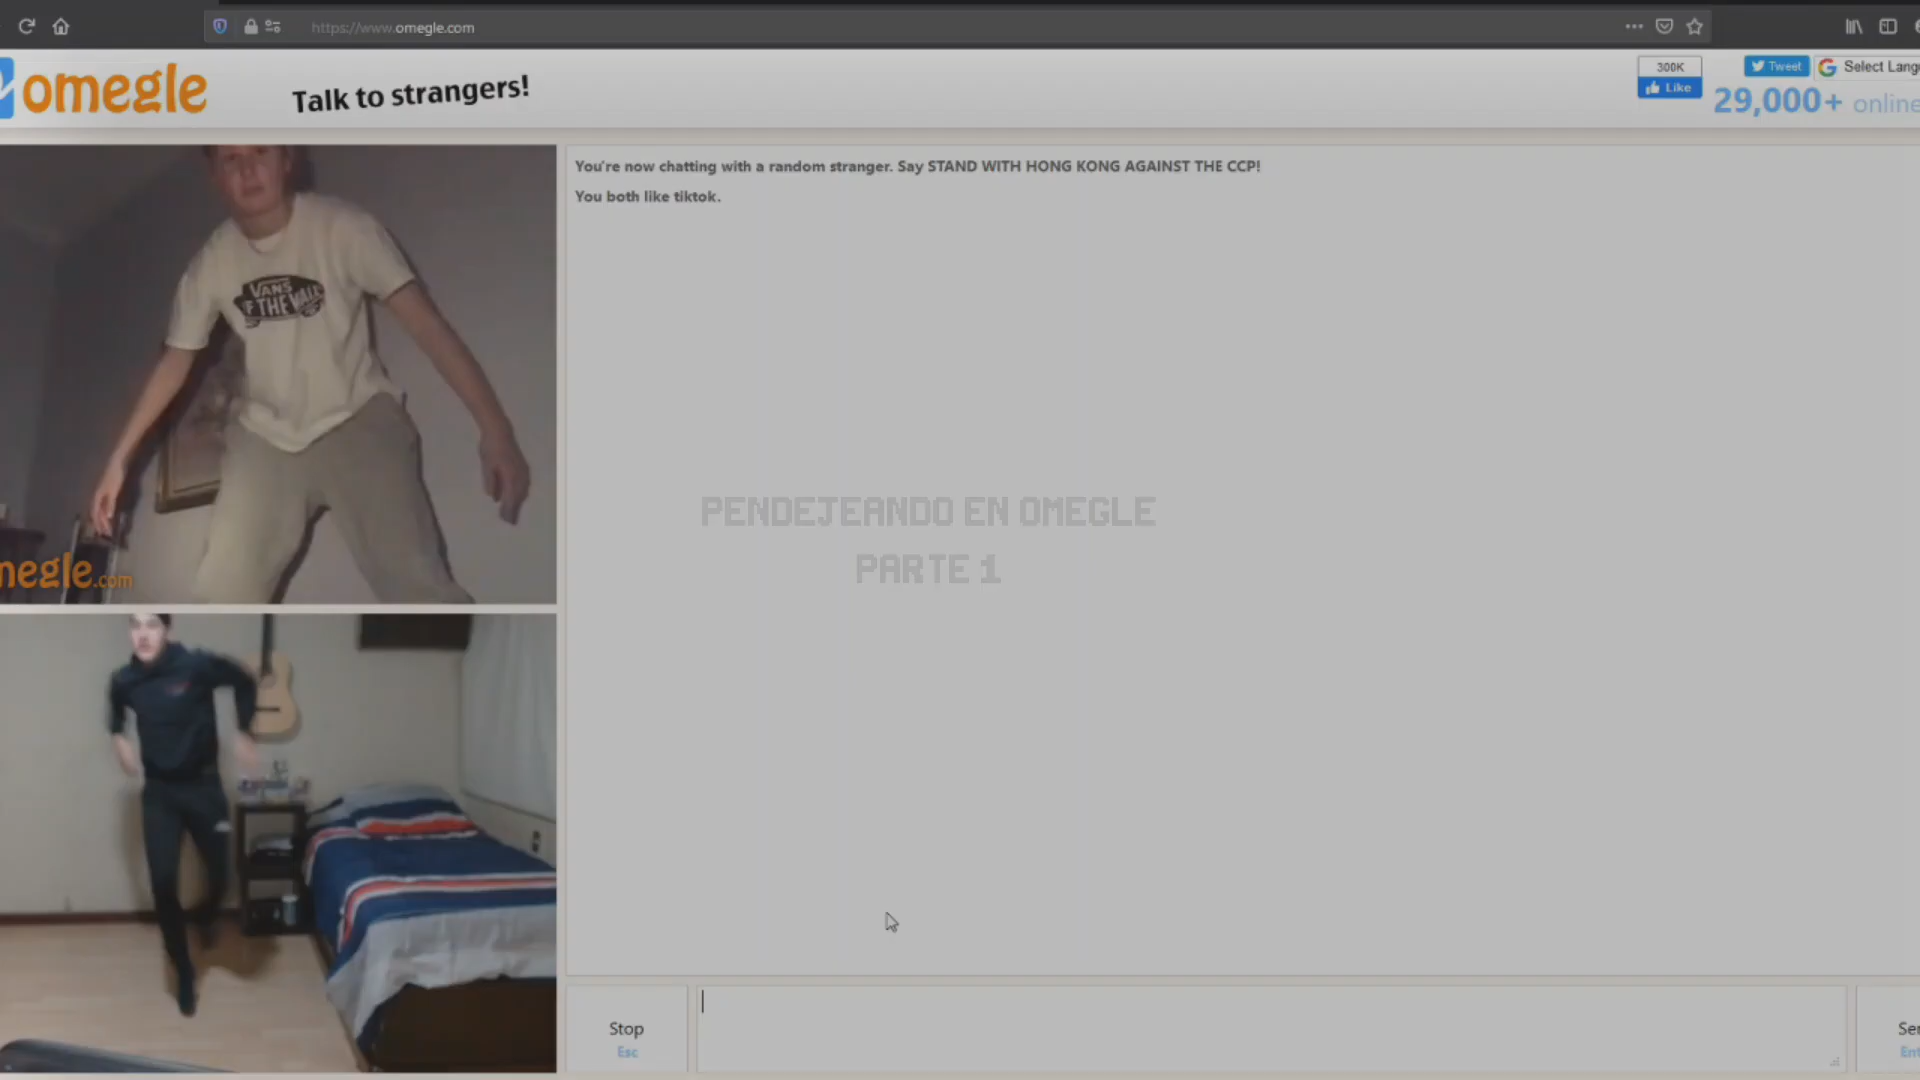 https://www.omegle.com
omegle
Talk to strangers!
300K
Like
Tweet
Select
29,000+ online
You're now chatting with a random stranger. Say STAND WITH HONG KONG AGAINST THE CCP!
You both like tiktok.
VANS
THE WALL
PENDEJEANDO EN OMEGLE
PARTE 1
.com
Stop
Esc